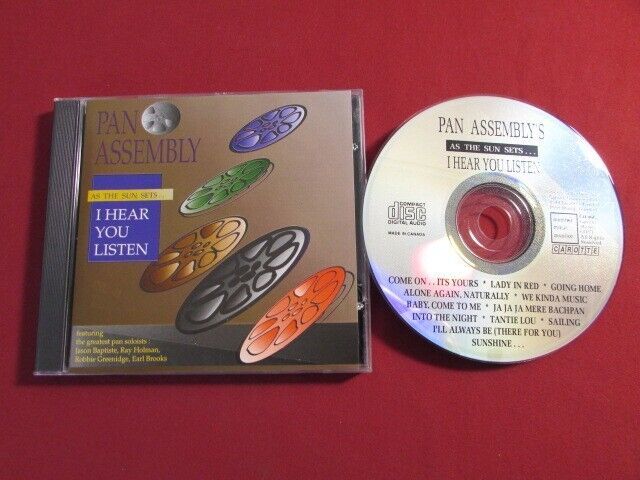 PAN
ASSEMBLY
AS THE SUN SETS . .
I HEAR
YOU
LISTEN
featuring
the greatest pan soloists :
Jason Baptiste, Ray Holman,
Robbie Greenidge, Earl Brooks
PAN ASSEMBLY'S
AS THE SUN SETS . . .
I HEAR YOU LISTEN
COMPACT
disc
DIGITAL AUDIO
MADE IN CANADA
CAROTTE
COME ON . . ITS YOURS * LADY IN RED * GOING HOME
ALONE AGAIN, NATURALLY * WE KINDA MUSIC
BABY, COME TO ME * JA JA JA MERE BACHPAN
INTO THE NIGHT * TANTIE LOU * SAILING
I'LL ALWAYS BE (THERE FOR YOU)
SUNSHINE . . .